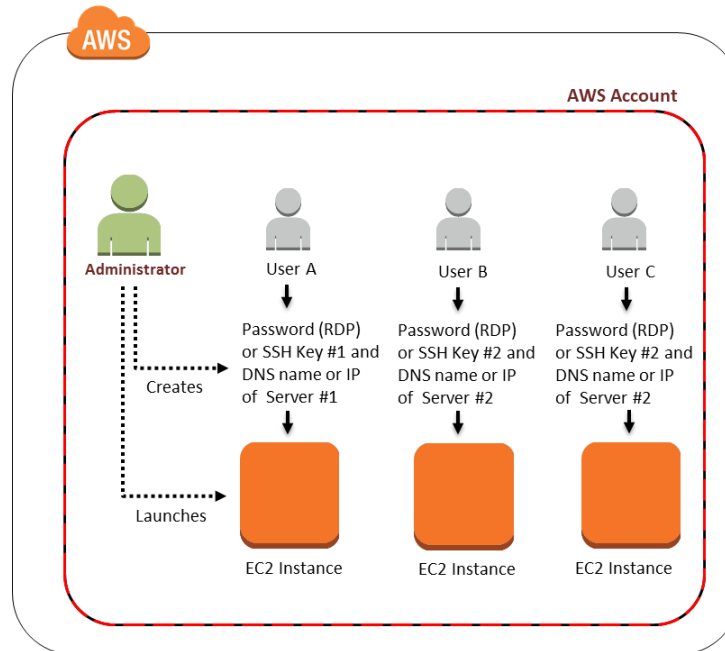 AWS
AWS Account
Administrator
User A
User B
User C
Password (RDP)
or SSH Key #1 and
DNS name or IP
of Server #1
Password (RDP)
or SSH Key #2 and
DNS name or IP
of Server #2
Password (RDP)
or SSH Key #2 and
DNS name or IP
of Server #2
Creates
Launches
EC2 Instance
EC2 Instance
EC2 Instance